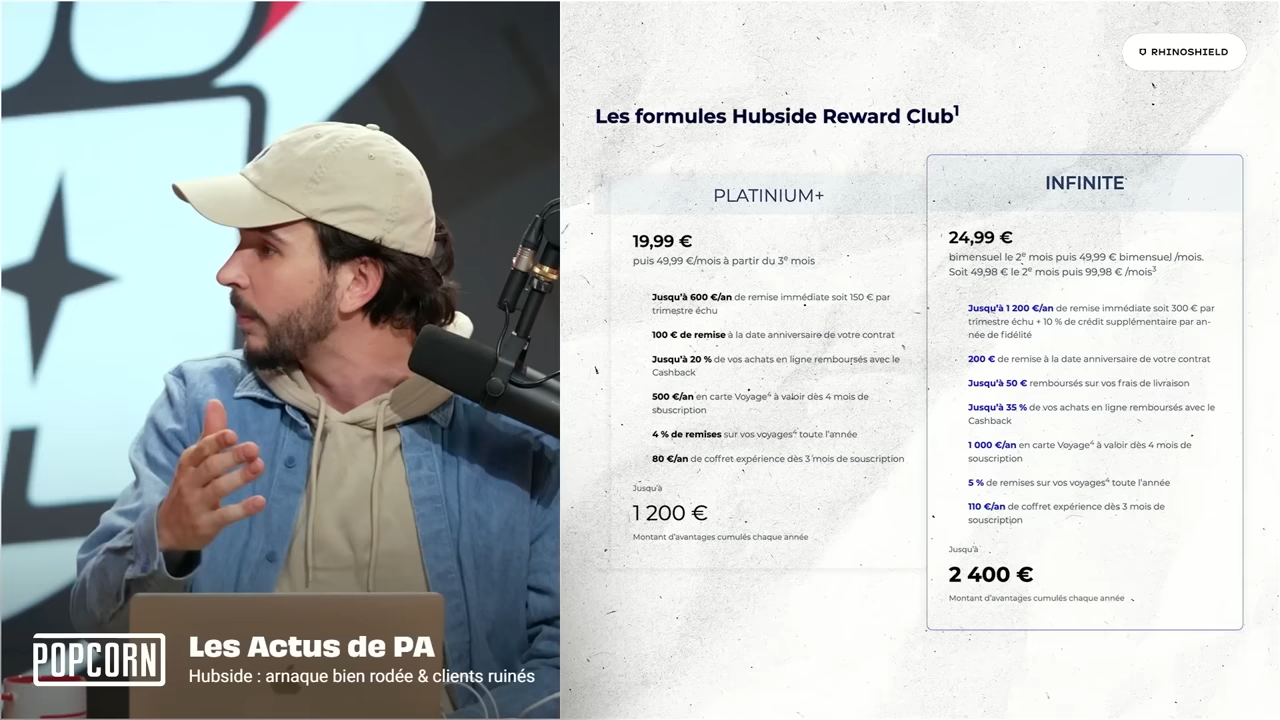 RHINOSHIELD
Les formules Hubside Reward Club¹
PLATINIUM+
19,99 €
puis 49,99 €/mois à partir du 3ᵉ mois
Jusqu'à 600 €/an de remise immédiate soit 150 € par
trimestre échu
100 € de remise à la date anniversaire de votre contrat
Jusqu'à 20 % de vos achats en ligne remboursés avec le
Cashback
500 €/an en carte Voyage⁴ à valoir dès 4 mois de
souscription
4 % de remises sur vos voyages⁴ toute l'année
80 €/an de coffret expérience dès 3 mois de souscription
Jusqu'à
1 200 €
Montant d'avantages cumulés chaque année
INFINITE
24,99 €
bimensuel le 2ᵉ mois puis 49,99 € bimensuel /mois.
Soit 49,98 € le 2ᵉ mois puis 99,98 € /mois³
Jusqu'à 1 200 €/an de remise immédiate soit 300 € par
trimestre échu + 10 % de crédit supplémentaire par an-
née de fidélité
200 € de remise à la date anniversaire de votre contrat
Jusqu'à 50 € remboursés sur vos frais de livraison
Jusqu'à 35 % de vos achats en ligne remboursés avec le
Cashback
1 000 €/an en carte Voyage⁴ à valoir dès 4 mois de
souscription
5 % de remises sur vos voyages⁴ toute l'année
110 €/an de coffret expérience dès 3 mois de
souscription
Jusqu'à
2 400 €
Montant d'avantages cumulés chaque année
POPCORN
Les Actus de PA
Hubside : arnaque bien rodée & clients ruinés